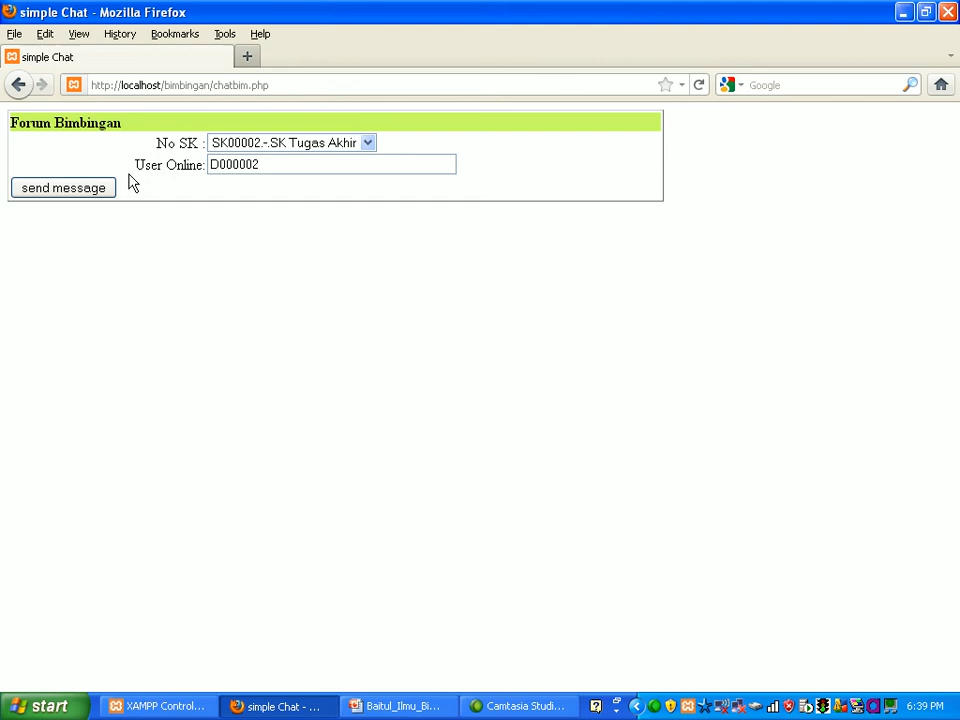 simple Chat - Mozilla Firefox
File Edit View History Bookmarks Tools Help
simple Chat
http://localhost/bimbingan/chatbim.php
Google
Forum Bimbingan
No SK : SK00002.-.SK Tugas Akhir
User Online: D000002
send message
start
XAMPP Control...
simple Chat - ...
Baitul_Ilmu_Bi...
Camtasia Studi...
6:39 PM